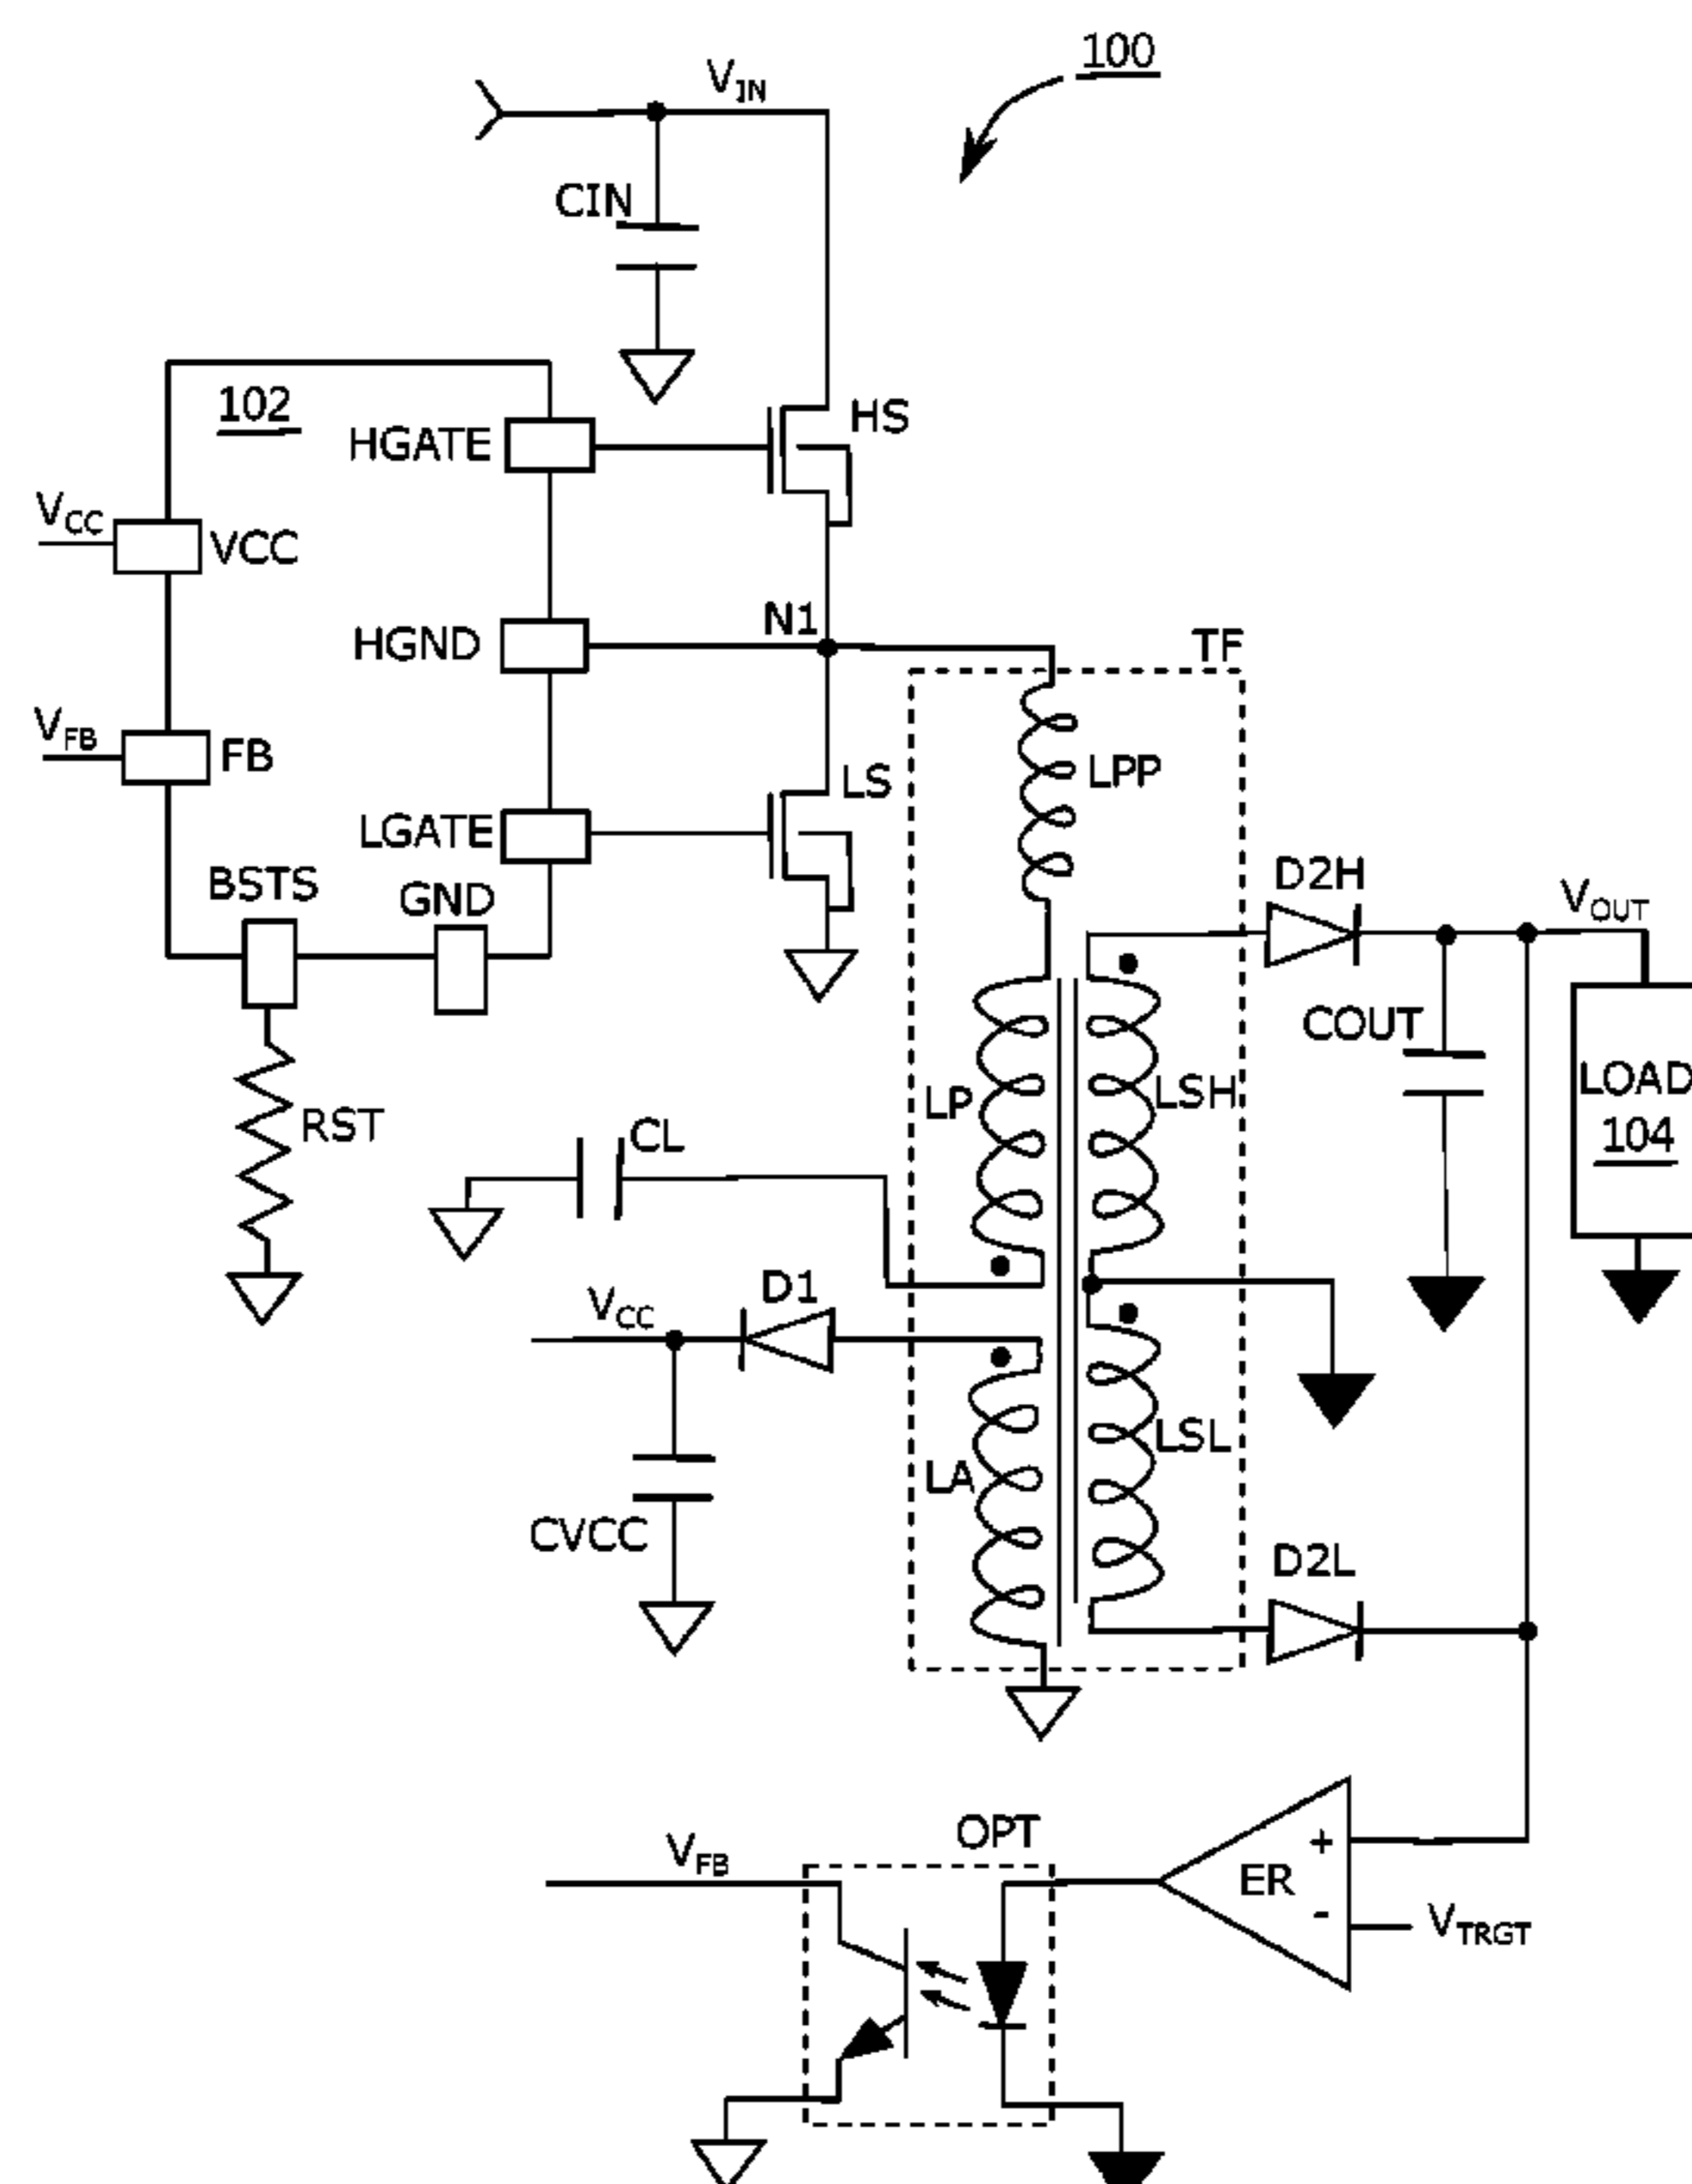 100
VIN
CIN
102
HGATE
HS
VCC
VCC
HGND
N1
TF
VFB
FB
LPP
LGATE
LS
BSTS
GND
D2H
VOUT
COUT
LOAD
104
LP
LSH
RST
CL
VCC
D1
LA
LSL
CVCC
D2L
OPT
VFB
+
ER
-
VTRGT